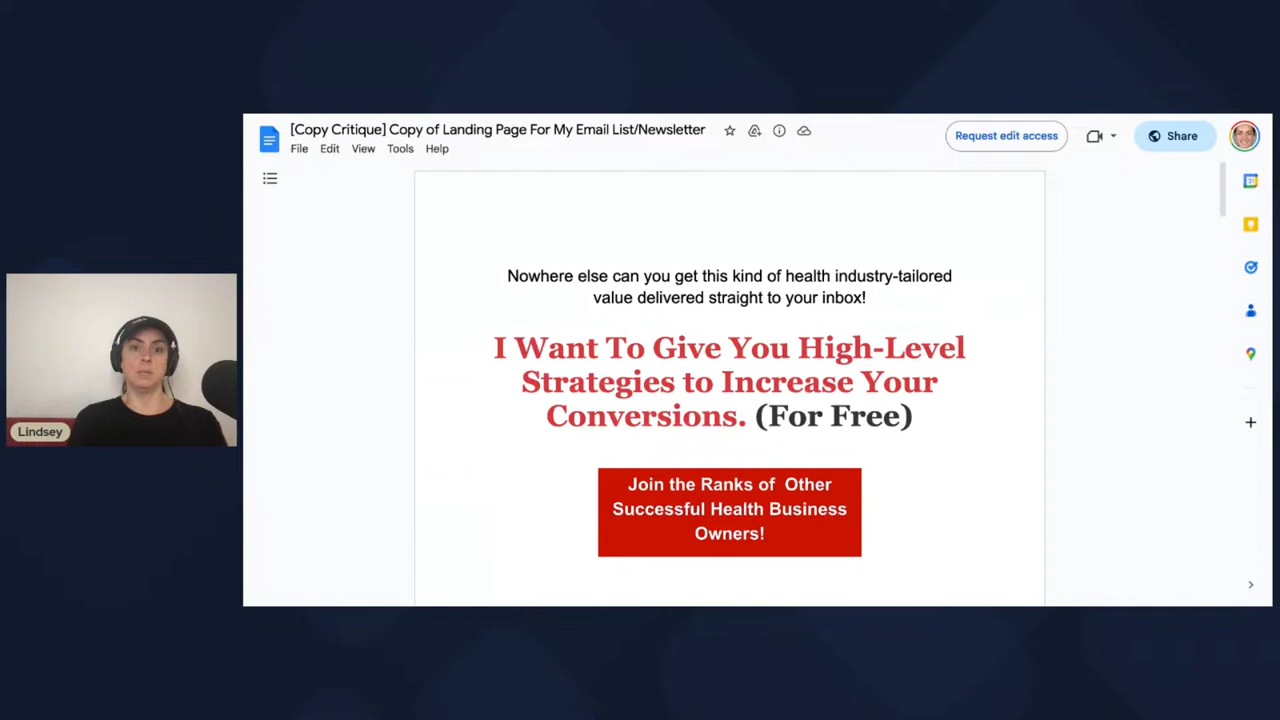 [Copy Critique] Copy of Landing Page For My Email List/Newsletter
File Edit View Tools Help
Request edit access
Share
Nowhere else can you get this kind of health industry-tailored
value delivered straight to your inbox!
I Want To Give You High-Level
Strategies to Increase Your
Conversions. (For Free)
Join the Ranks of  Other
Successful Health Business
Owners!
Lindsey